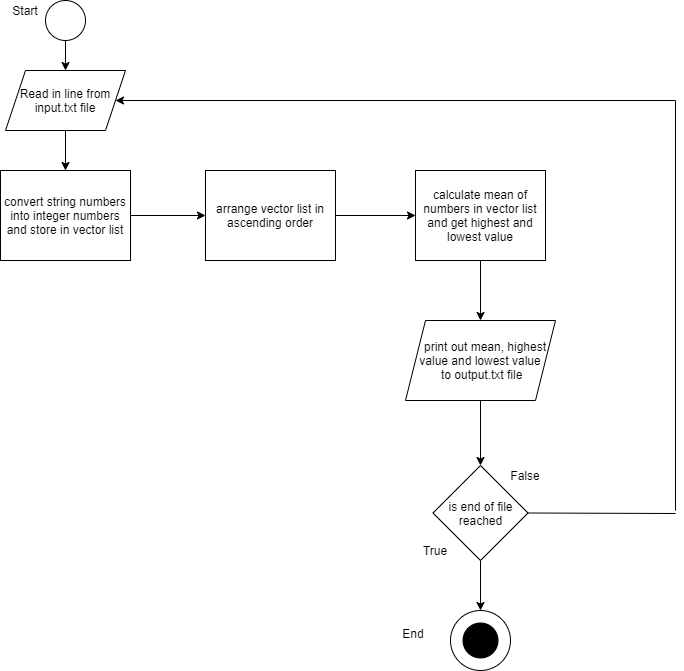 Start
Read in line from
input.txt file
convert string numbers
into integer numbers
and store in vector list
arrange vector list in
ascending order
calculate mean of
numbers in vector list
and get highest and
lowest value
print out mean, highest
value and lowest value
to output.txt file
False
is end of file
reached
True
End